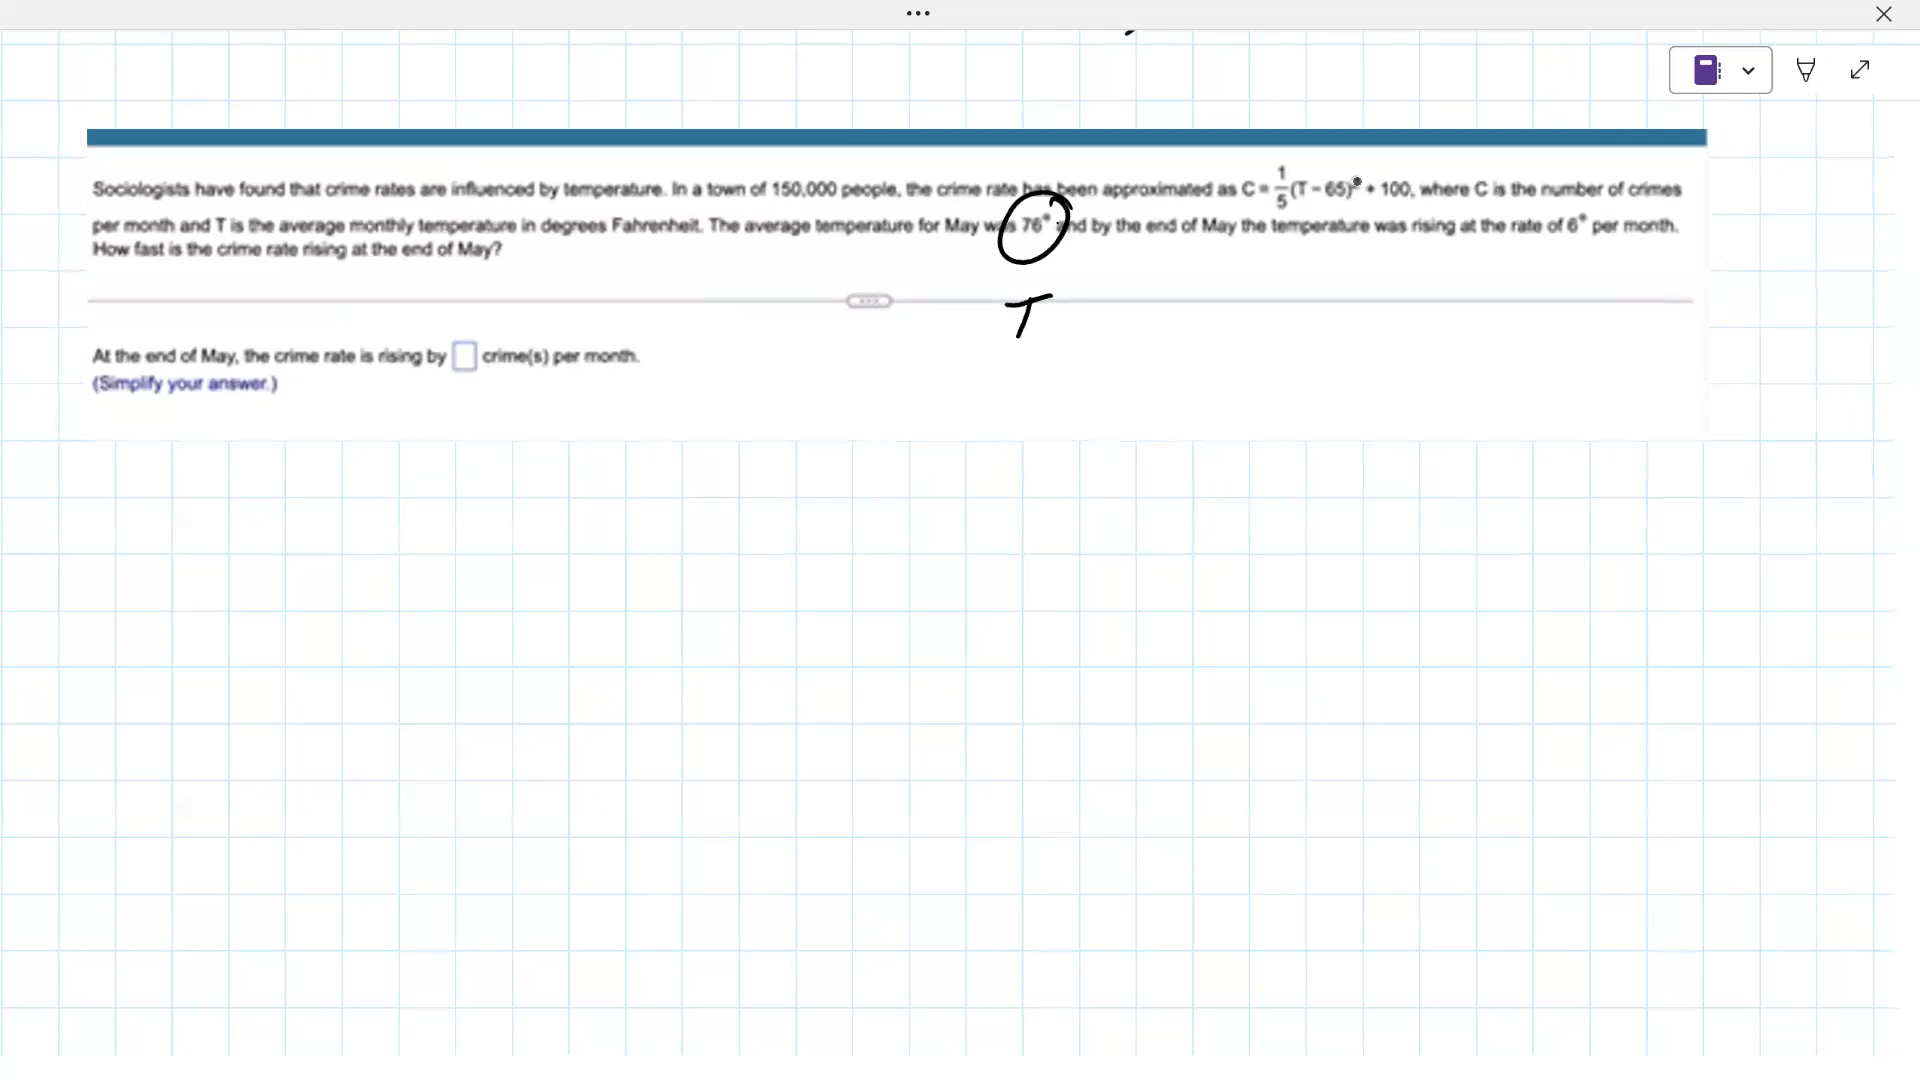 Sociologists have found that crime rates are influenced by temperature. In a town of 150,000 people, the crime rate has been approximated as C = 1/5 (T − 65) + 100, where C is the number of crimes
per month and T is the average monthly temperature in degrees Fahrenheit. The average temperature for May was 76° and by the end of May the temperature was rising at the rate of 6° per month.
How fast is the crime rate rising at the end of May?
T
At the end of May, the crime rate is rising by crime(s) per month.
(Simplify your answer.)